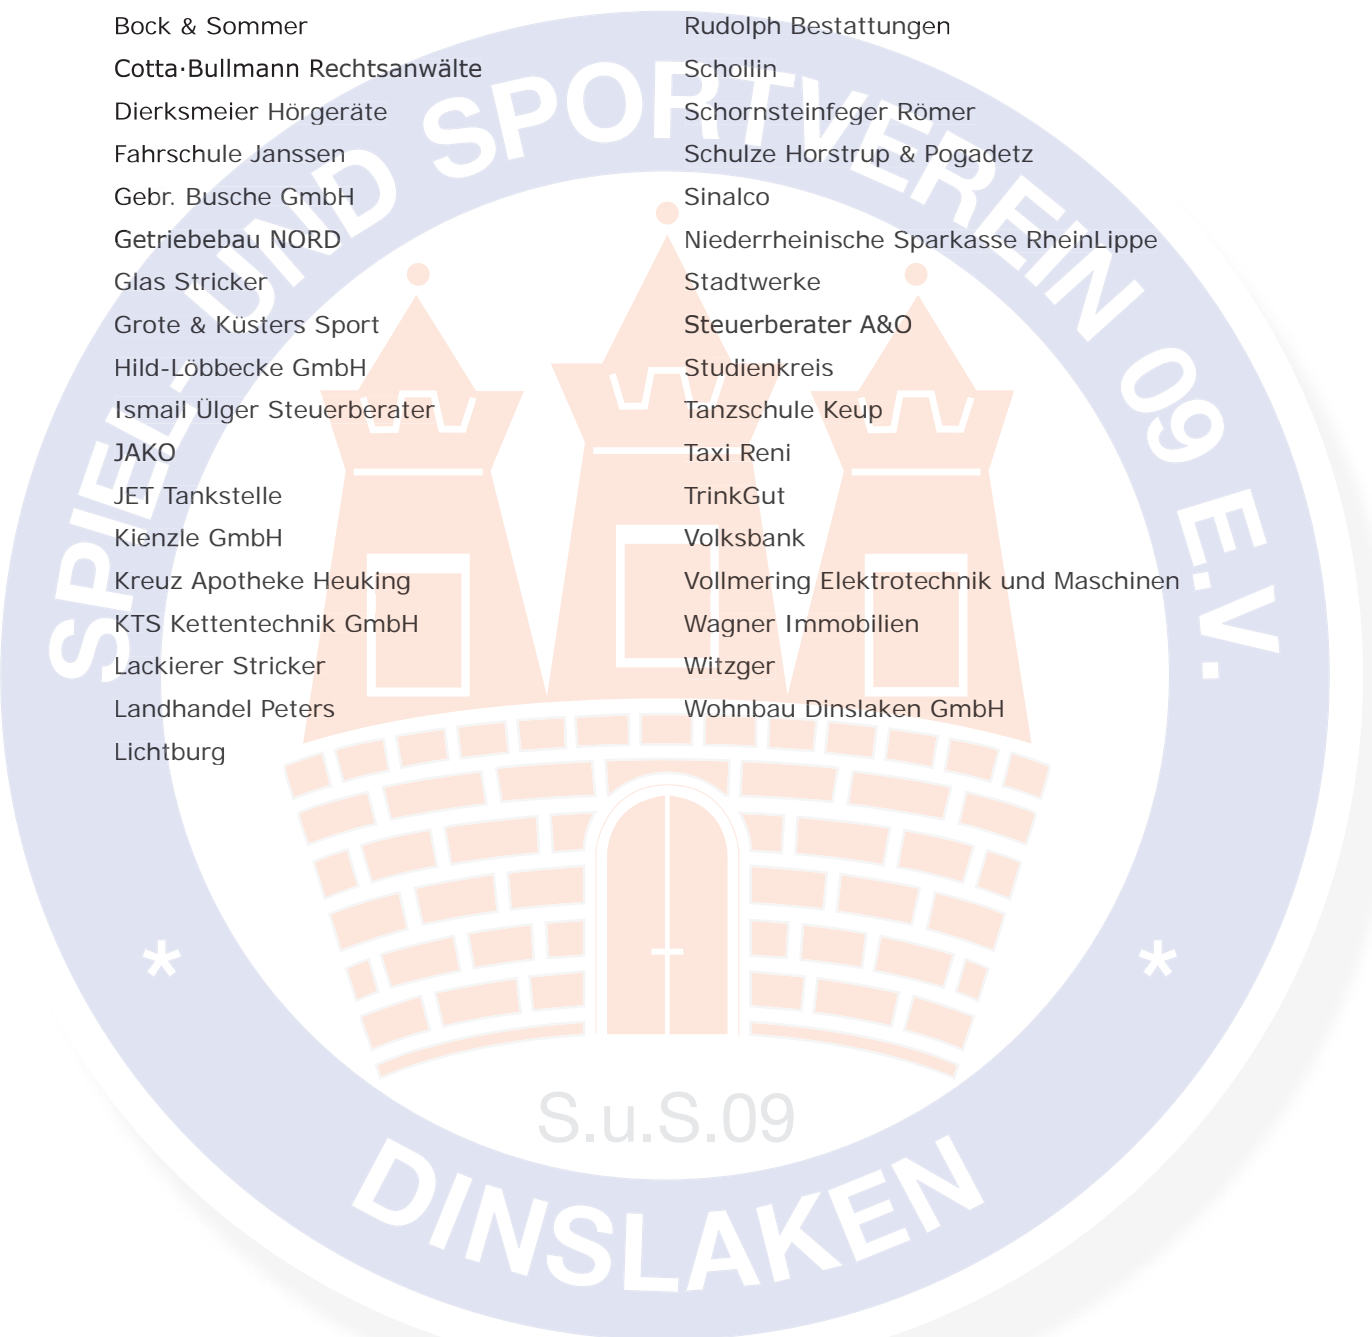 Bock & Sommer
Cotta·Bullmann Rechtsanwälte
Dierksmeier Hörgeräte
Fahrschule Janssen
Gebr. Busche GmbH
Getriebebau NORD
Glas Stricker
Grote & Küsters Sport
Hild-Löbbecke GmbH
Ismail Ülger Steuerberater
JAKO
JET Tankstelle
Kienzle GmbH
Kreuz Apotheke Heuking
KTS Kettentechnik GmbH
Lackierer Stricker
Landhandel Peters
Lichtburg
Rudolph Bestattungen
Schollin
Schornsteinfeger Römer
Schulze Horstrup & Pogadetz
Sinalco
Niederrheinische Sparkasse RheinLippe
Stadtwerke
Steuerberater A&O
Studienkreis
Tanzschule Keup
Taxi Reni
TrinkGut
Volksbank
Vollmering Elektrotechnik und Maschinen
Wagner Immobilien
Witzger
Wohnbau Dinslaken GmbH
SPIEL- UND SPORTVEREIN 09 E.V.
S.u.S.09
* DINSLAKEN *